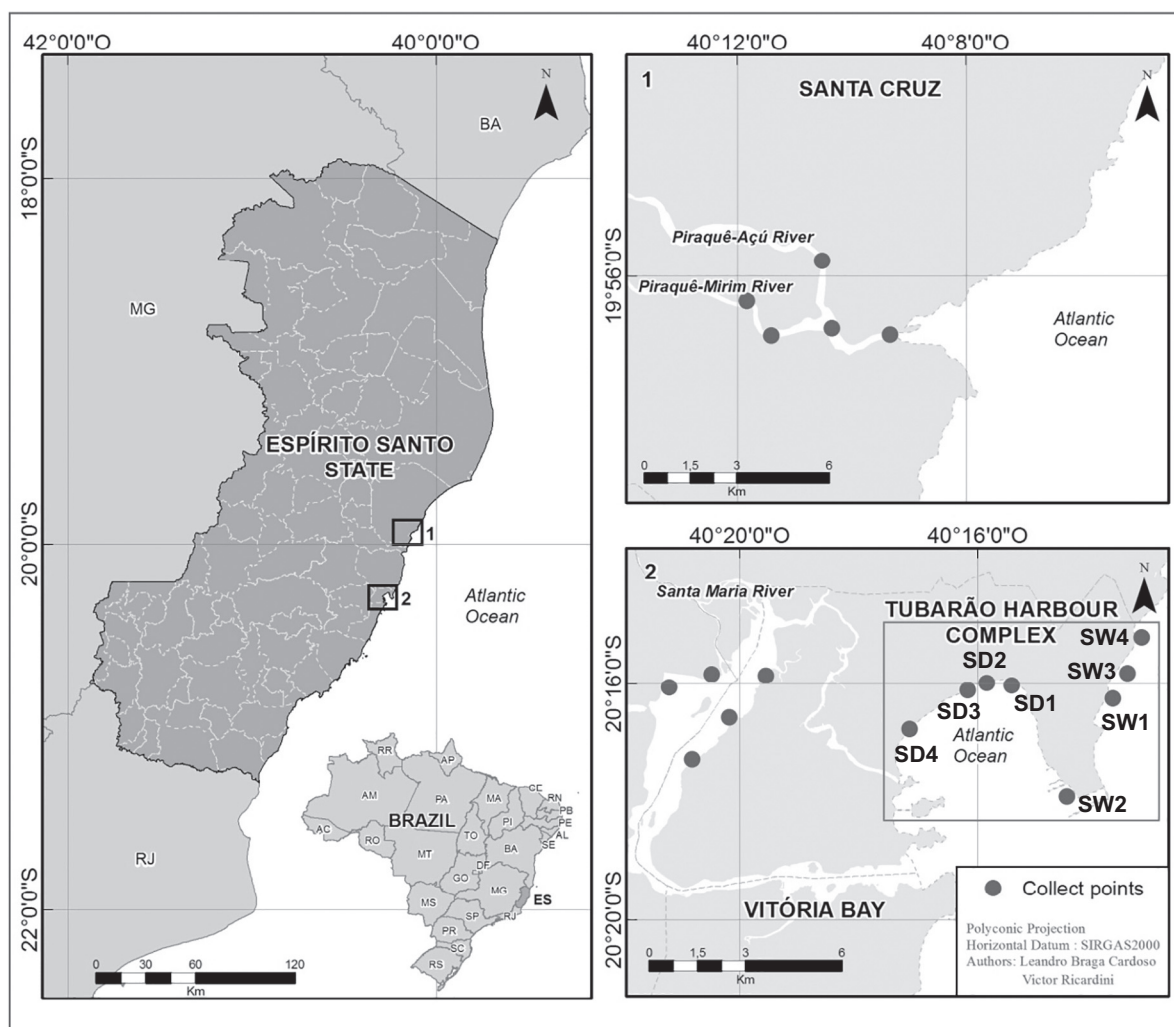 42°0'0"O
40°0'0"O
N
BA
18°0'0"S
MG
ESPÍRITO SANTO
STATE
1
20°0'0"S
2
Atlantic
Ocean
RJ
22°0'0"S
RR
AP
AM
PA
MA
CE
RN
PB
PE
AL
SE
PI
BRAZIL
AC
RO
TO
BA
MT
DF
GO
MG
ES
MS
SP
RJ
PR
SC
RS
0 30 60 120
Km
40°12'0"O
40°8'0"O
1
SANTA CRUZ
N
Piraquê-Açú River
19°56'0"S
Piraquê-Mirim River
Atlantic
Ocean
0 1,5 3 6
Km
40°20'0"O
40°16'0"O
2
Santa Maria River
N
TUBARÃO HARBOUR
COMPLEX
SW4
SD2
SW3
20°16'0"S
SD3
SD1
SW1
SD4
Atlantic
Ocean
SW2
VITÓRIA BAY
20°20'0"S
0 1,5 3 6
Km
Collect points
Polyconic Projection
Horizontal Datum : SIRGAS2000
Authors: Leandro Braga Cardoso
Victor Ricardini